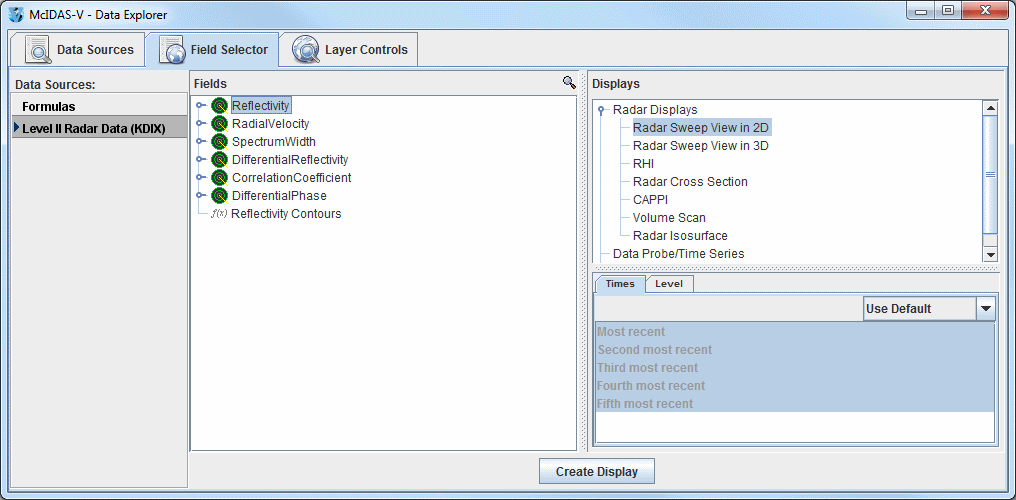 McIDAS-V - Data Explorer
Data Sources
Field Selector
Layer Controls
Data Sources:
Formulas
Level II Radar Data (KDIX)
Fields
Reflectivity
RadialVelocity
SpectrumWidth
DifferentialReflectivity
CorrelationCoefficient
DifferentialPhase
f(x) Reflectivity Contours
Displays
Radar Displays
Radar Sweep View in 2D
Radar Sweep View in 3D
RHI
Radar Cross Section
CAPPI
Volume Scan
Radar Isosurface
Data Probe/Time Series
Times
Level
Use Default
Most recent
Second most recent
Third most recent
Fourth most recent
Fifth most recent
Create Display